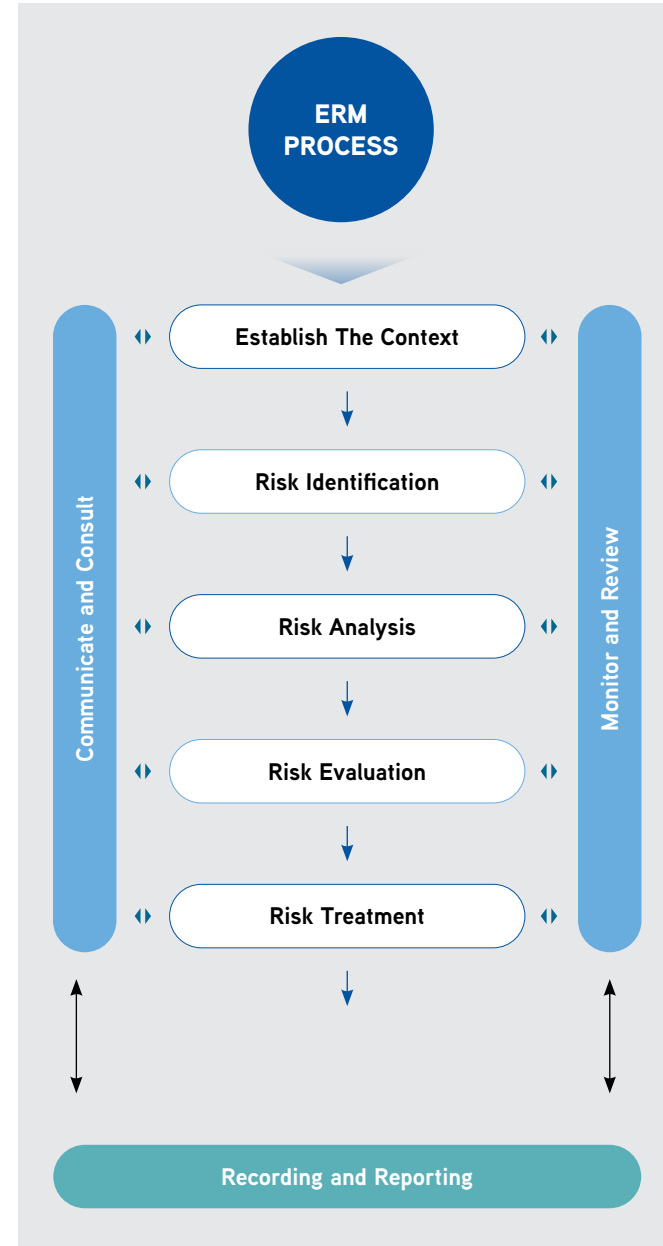 ERM
PROCESS
Establish The Context
Risk Identification
Risk Analysis
Risk Evaluation
Risk Treatment
Communicate and Consult
Monitor and Review
Recording and Reporting